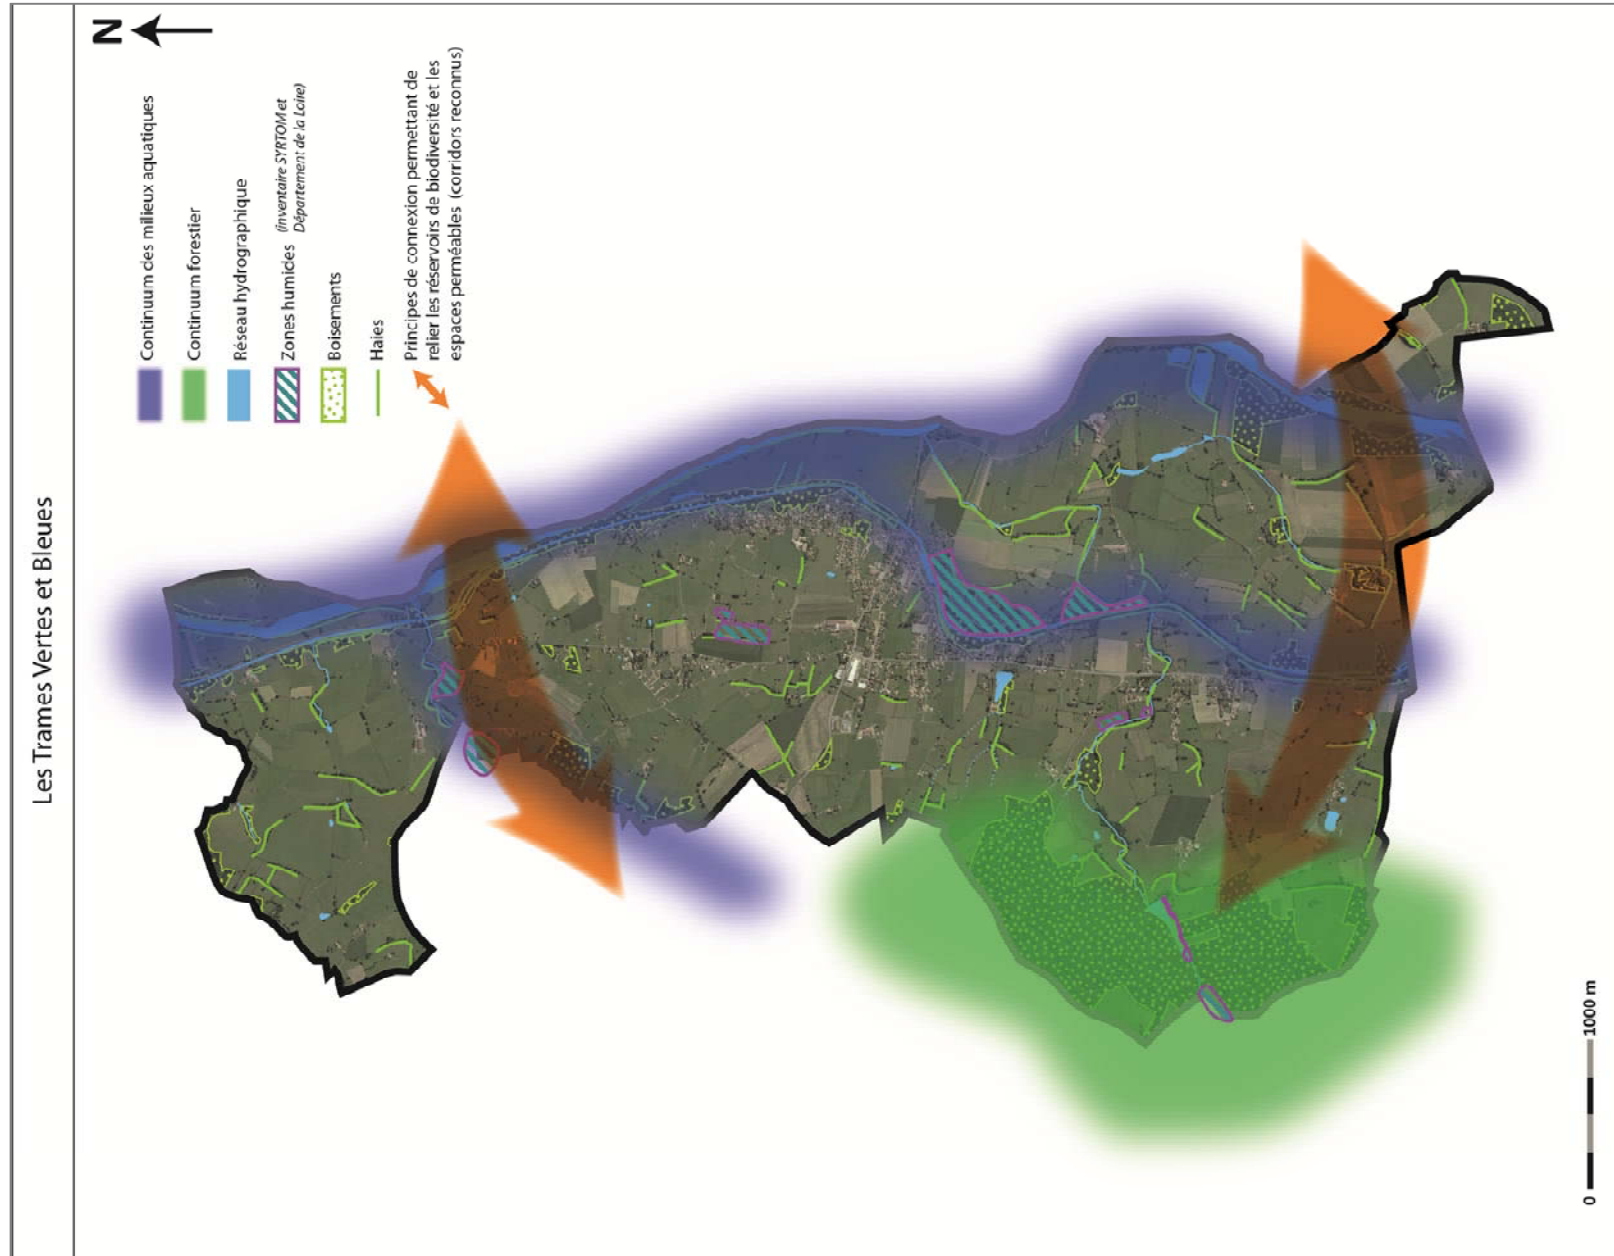 Les Trames Vertes et Bleues
N
Continuum des milieux aquatiques
Continuum forestier
Réseau hydrographique
Zones humides (inventaire SYRTOM et
Département de la Loire)
Boisements
Haies
Principes de connexion permettant de
relier les réservoirs de biodiversité et les
espaces perméables (corridors reconnus)
0 1000 m